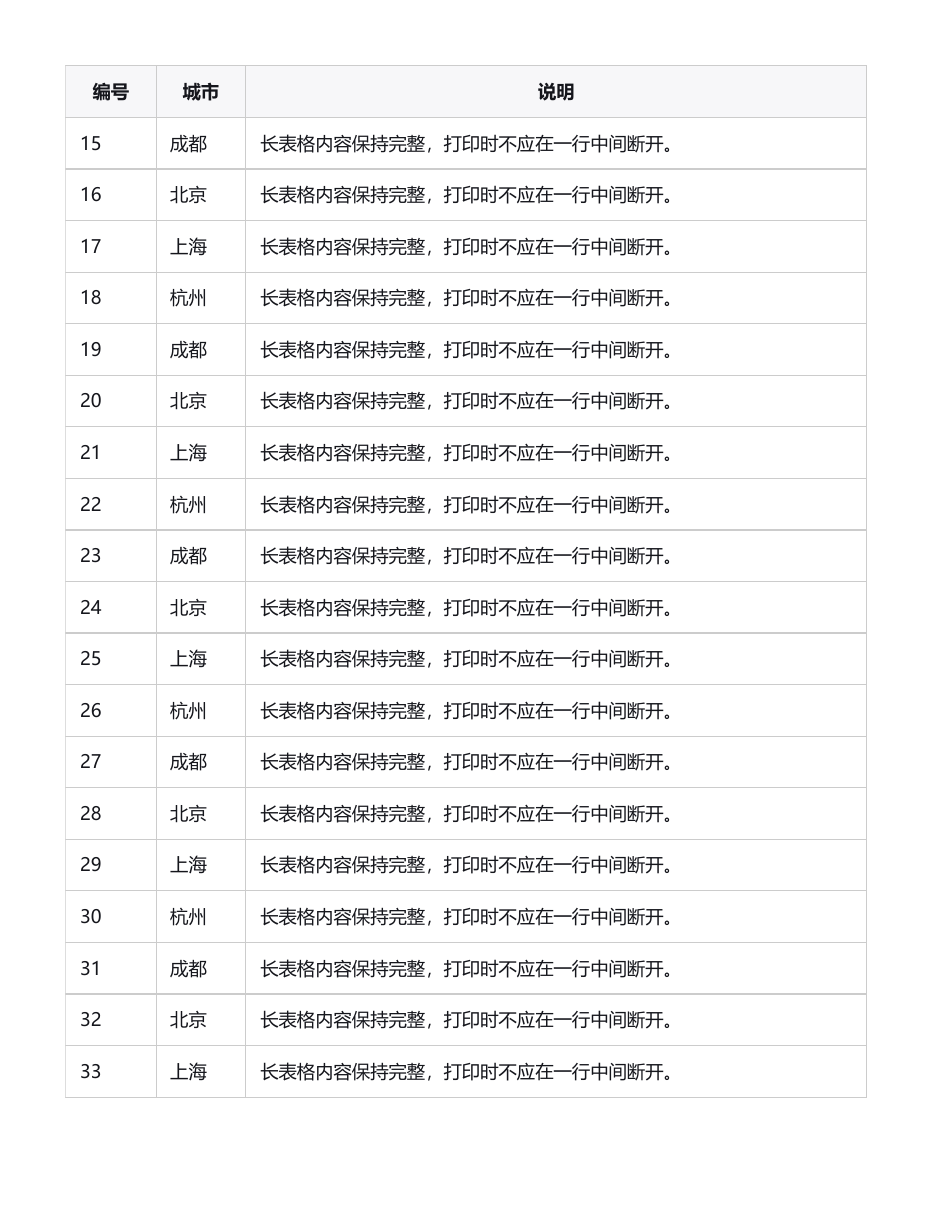 编号 城市 说明
15 成都 长表格内容保持完整，打印时不应在一行中间断开。
16 北京 长表格内容保持完整，打印时不应在一行中间断开。
17 上海 长表格内容保持完整，打印时不应在一行中间断开。
18 杭州 长表格内容保持完整，打印时不应在一行中间断开。
19 成都 长表格内容保持完整，打印时不应在一行中间断开。
20 北京 长表格内容保持完整，打印时不应在一行中间断开。
21 上海 长表格内容保持完整，打印时不应在一行中间断开。
22 杭州 长表格内容保持完整，打印时不应在一行中间断开。
23 成都 长表格内容保持完整，打印时不应在一行中间断开。
24 北京 长表格内容保持完整，打印时不应在一行中间断开。
25 上海 长表格内容保持完整，打印时不应在一行中间断开。
26 杭州 长表格内容保持完整，打印时不应在一行中间断开。
27 成都 长表格内容保持完整，打印时不应在一行中间断开。
28 北京 长表格内容保持完整，打印时不应在一行中间断开。
29 上海 长表格内容保持完整，打印时不应在一行中间断开。
30 杭州 长表格内容保持完整，打印时不应在一行中间断开。
31 成都 长表格内容保持完整，打印时不应在一行中间断开。
32 北京 长表格内容保持完整，打印时不应在一行中间断开。
33 上海 长表格内容保持完整，打印时不应在一行中间断开。